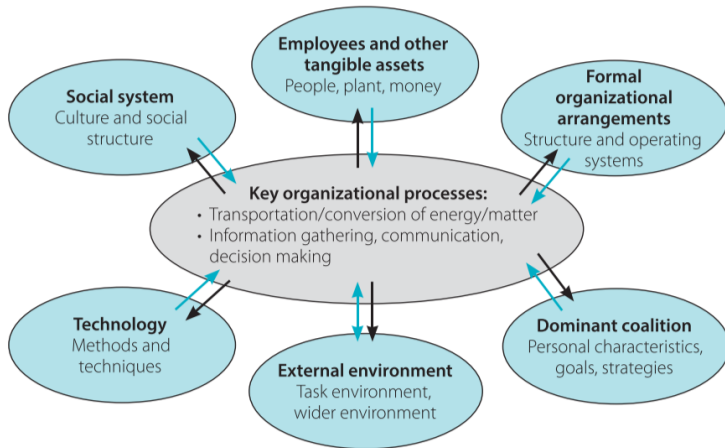 Employees and other
tangible assets
People, plant, money
Social system
Culture and social
structure
Formal
organizational
arrangements
Structure and operating
systems
Key organizational processes:
• Transportation/conversion of energy/matter
• Information gathering, communication,
decision making
Technology
Methods and
techniques
External environment
Task environment,
wider environment
Dominant coalition
Personal characteristics,
goals, strategies